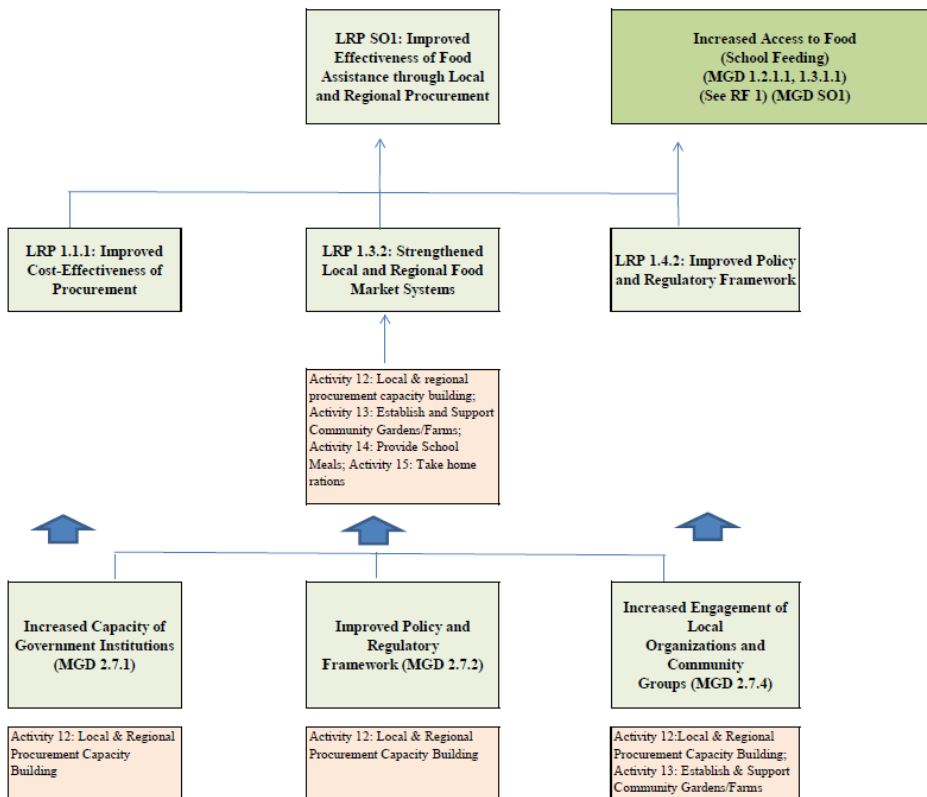 LRP SO1: Improved
Effectiveness of Food
Assistance through Local
and Regional Procurement
Increased Access to Food
(School Feeding)
(MGD 1.2.1.1, 1.3.1.1)
(See RF 1) (MGD SO1)
LRP 1.1.1: Improved
Cost-Effectiveness of
Procurement
LRP 1.3.2: Strengthened
Local and Regional Food
Market Systems
LRP 1.4.2: Improved Policy
and Regulatory Framework
Activity 12: Local & regional
procurement capacity building;
Activity 13: Establish and Support
Community Gardens/Farms;
Activity 14: Provide School
Meals; Activity 15: Take home
rations
Increased Capacity of
Government Institutions
(MGD 2.7.1)
Improved Policy and
Regulatory
Framework (MGD 2.7.2)
Increased Engagement of
Local
Organizations and
Community
Groups (MGD 2.7.4)
Activity 12: Local & Regional
Procurement Capacity
Building
Activity 12: Local & Regional
Procurement Capacity Building
Activity 12:Local & Regional
Procurement Capacity Building;
Activity 13: Establish & Support
Community Gardens/Farms